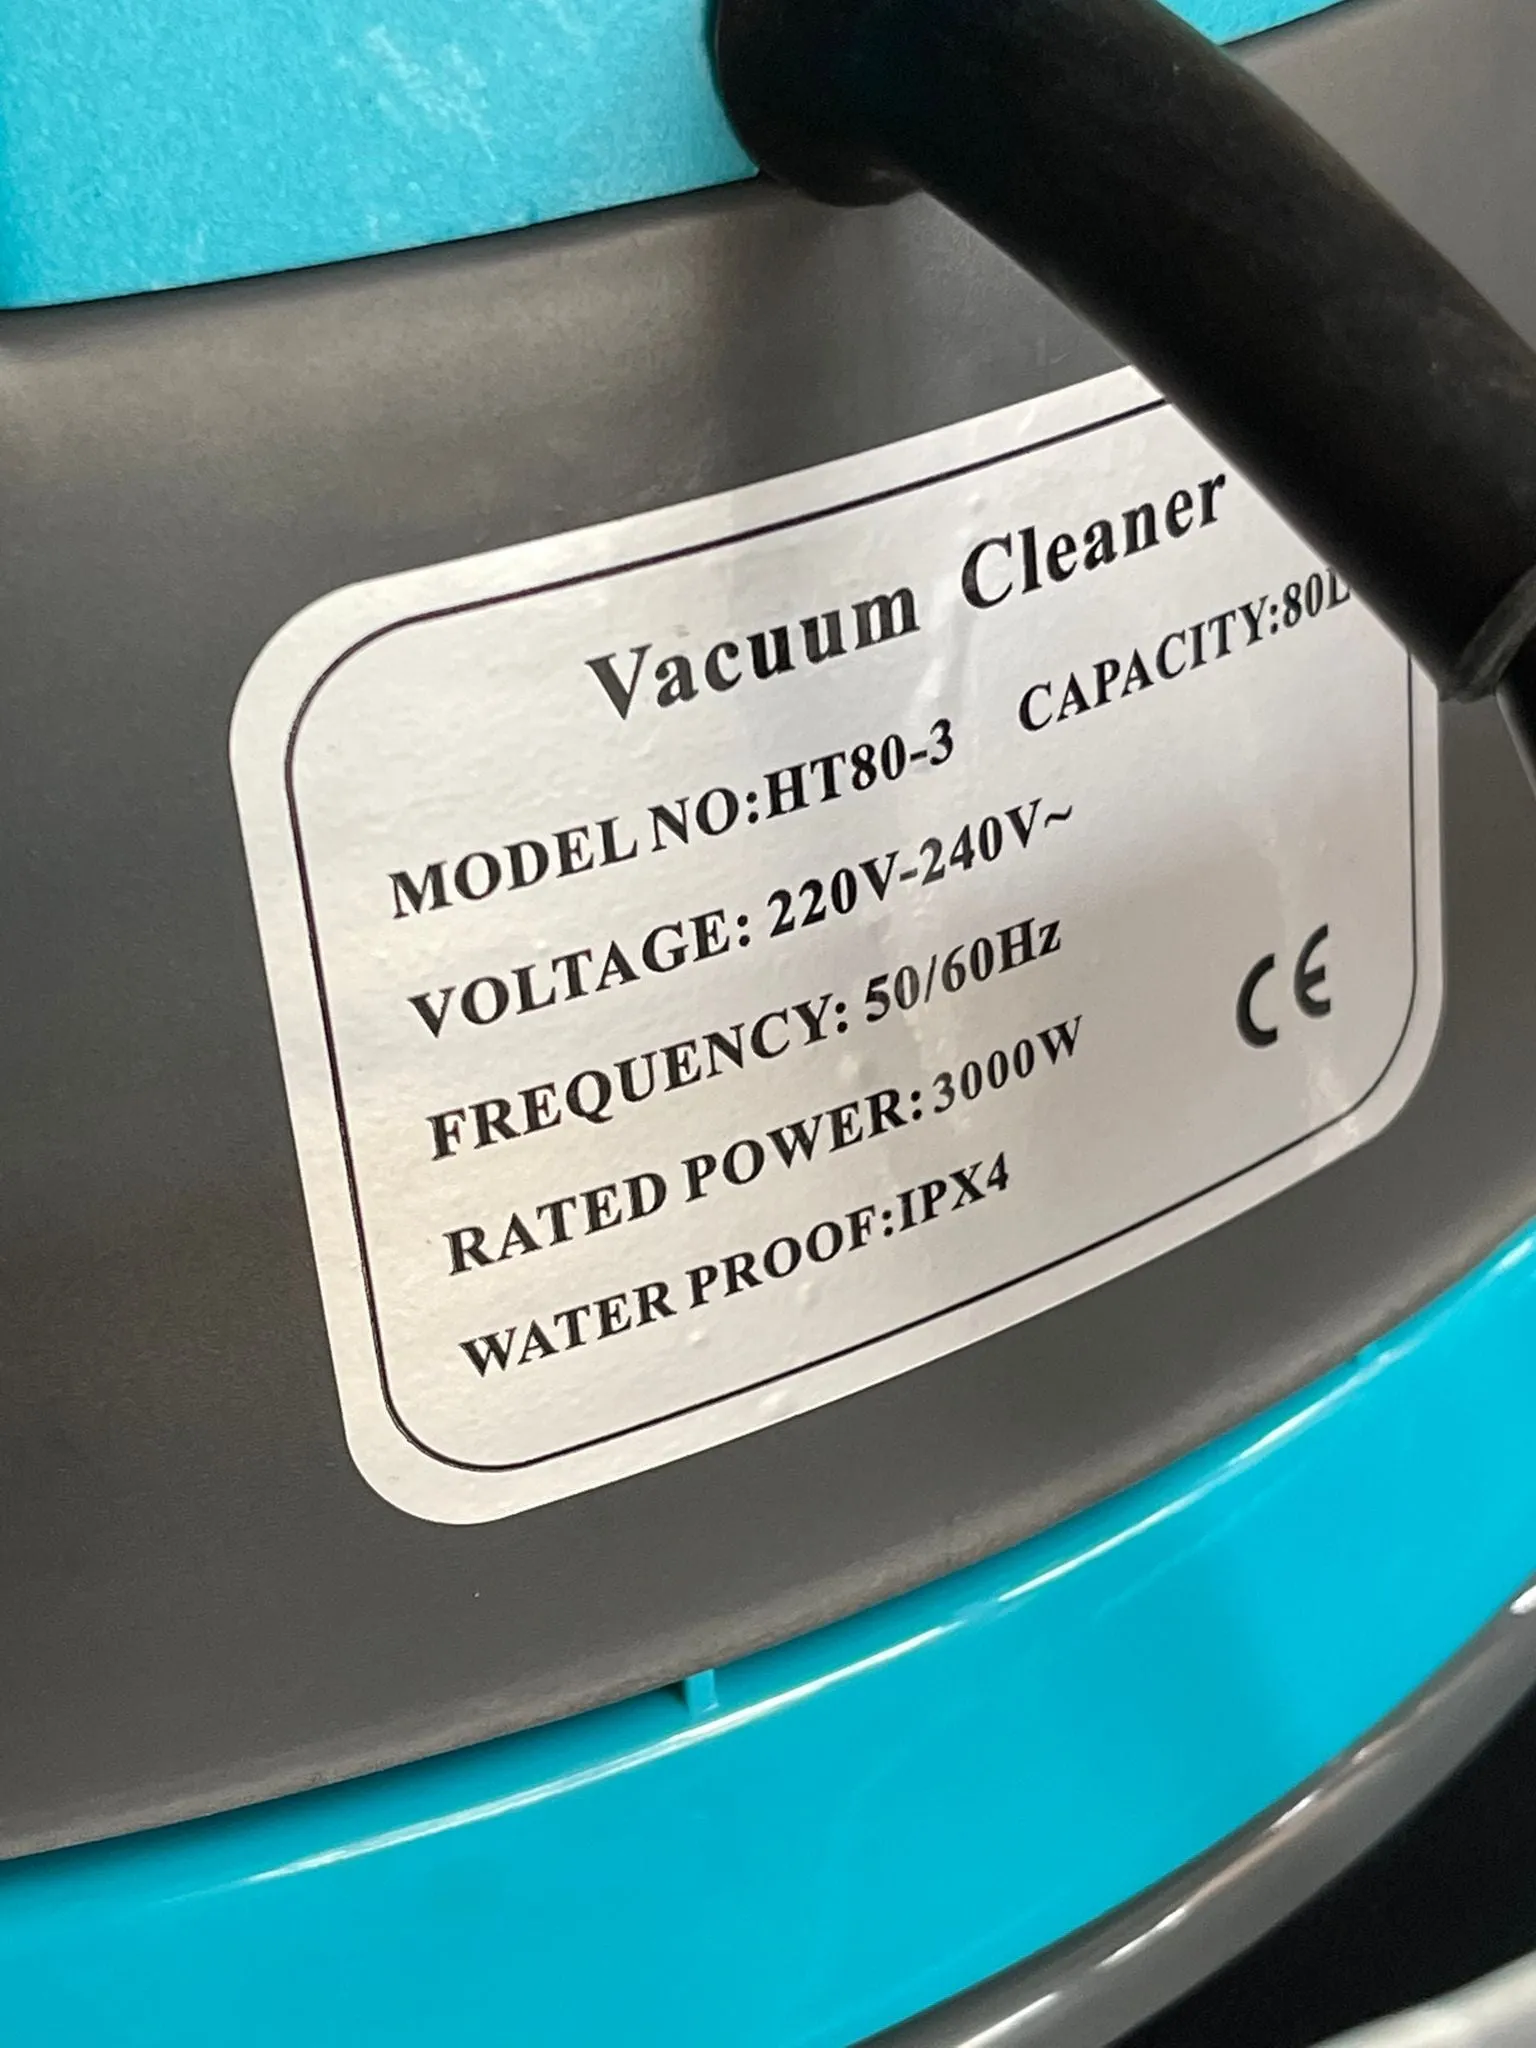 Vacuum Cleaner
MODEL NO:HT80-3 CAPACITY:80L
VOLTAGE: 220V-240V~
FREQUENCY: 50/60Hz
RATED POWER:3000W
WATER PROOF:IPX4
CE